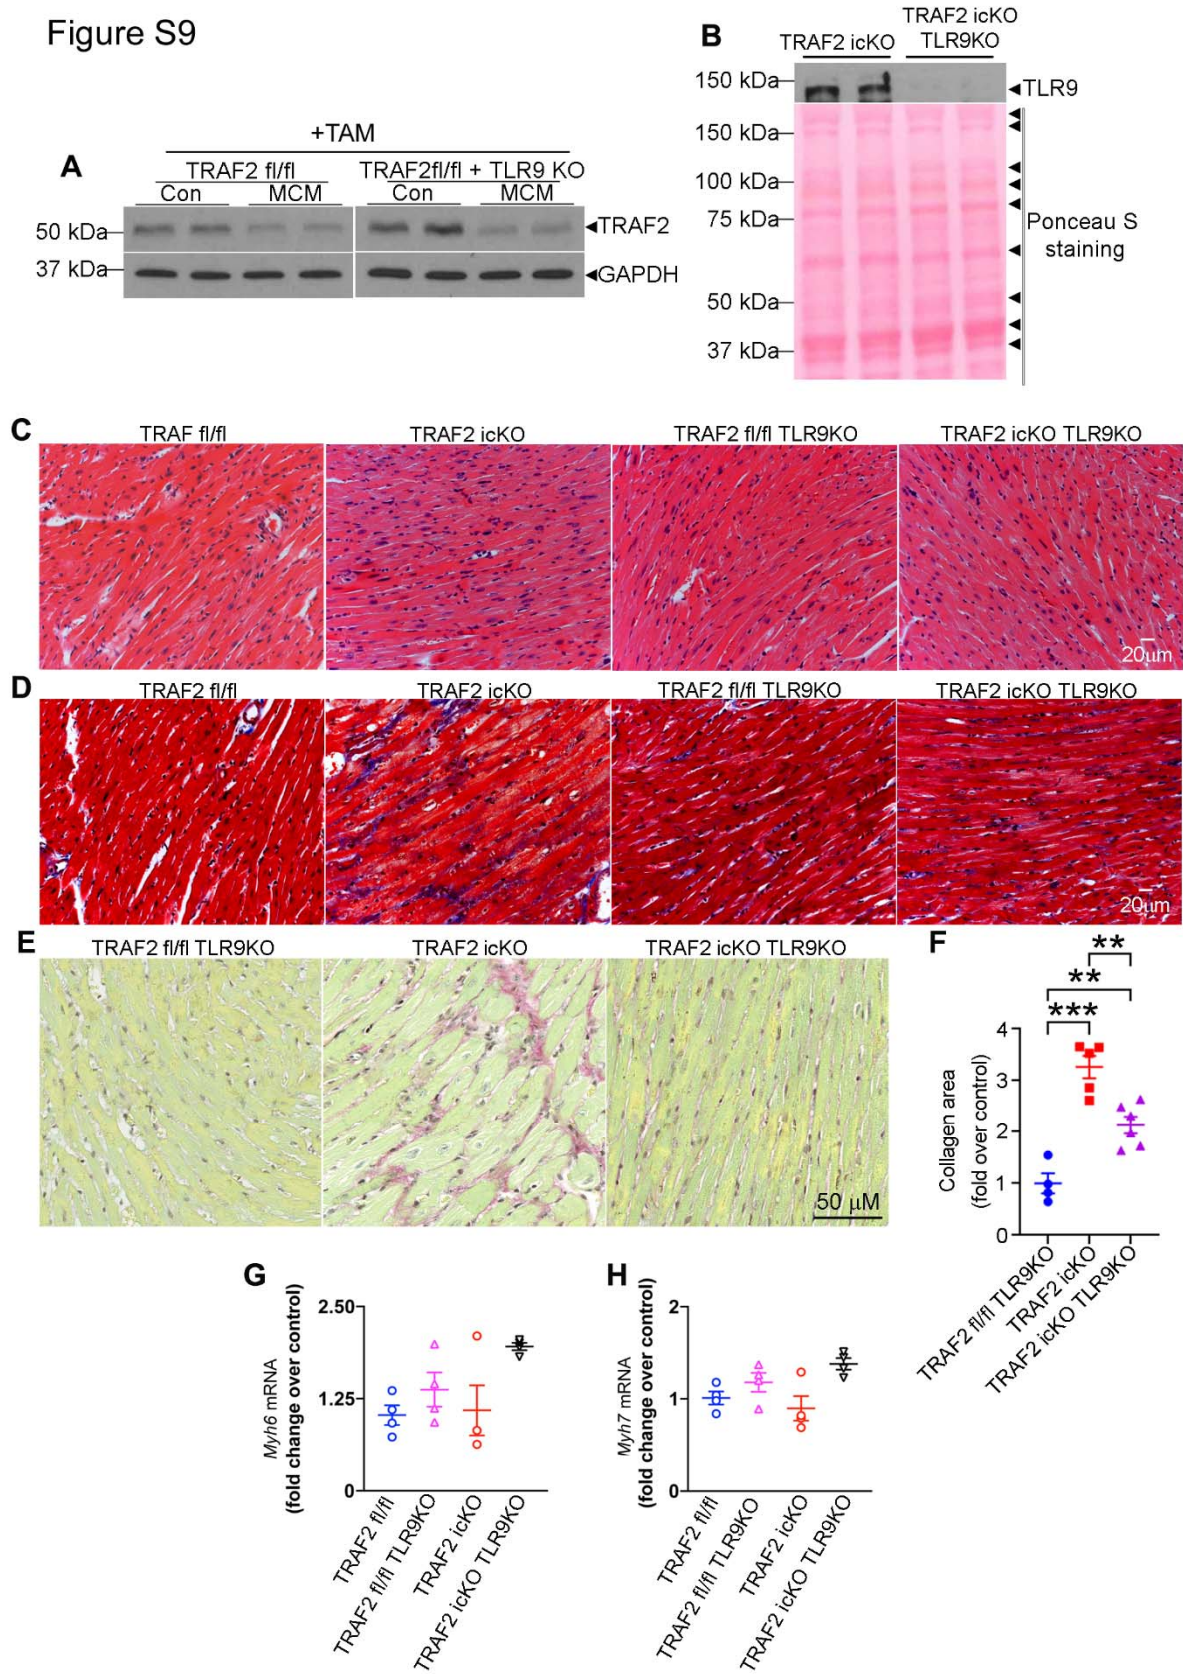 Figure S9
A
+TAM
TRAF2 fl/fl
TRAF2fl/fl + TLR9 KO
Con
MCM
Con
MCM
50 kDa
TRAF2
37 kDa
GAPDH
B
TRAF2 icKO
TRAF2 icKO
TLR9KO
150 kDa
TLR9
150 kDa
100 kDa
75 kDa
50 kDa
37 kDa
Ponceau S
staining
C
TRAF fl/fl
TRAF2 icKO
TRAF2 fl/fl TLR9KO
TRAF2 icKO TLR9KO
20μm
D
TRAF2 fl/fl
TRAF2 icKO
TRAF2 fl/fl TLR9KO
TRAF2 icKO TLR9KO
20μm
E
TRAF2 fl/fl TLR9KO
TRAF2 icKO
TRAF2 icKO TLR9KO
50 μM
F
**
**
***
Collagen area
(fold over control)
4
3
2
1
0
TRAF2 fl/fl TLR9KO
TRAF2 icKO
TRAF2 icKO TLR9KO
G
Myh6 mRNA
(fold change over control)
2.50
1.25
0
TRAF2 fl/fl
TRAF2 fl/fl TLR9KO
TRAF2 icKO
TRAF2 icKO TLR9KO
H
Myh7 mRNA
(fold change over control)
2
1
0
TRAF2 fl/fl
TRAF2 fl/fl TLR9KO
TRAF2 icKO
TRAF2 icKO TLR9KO